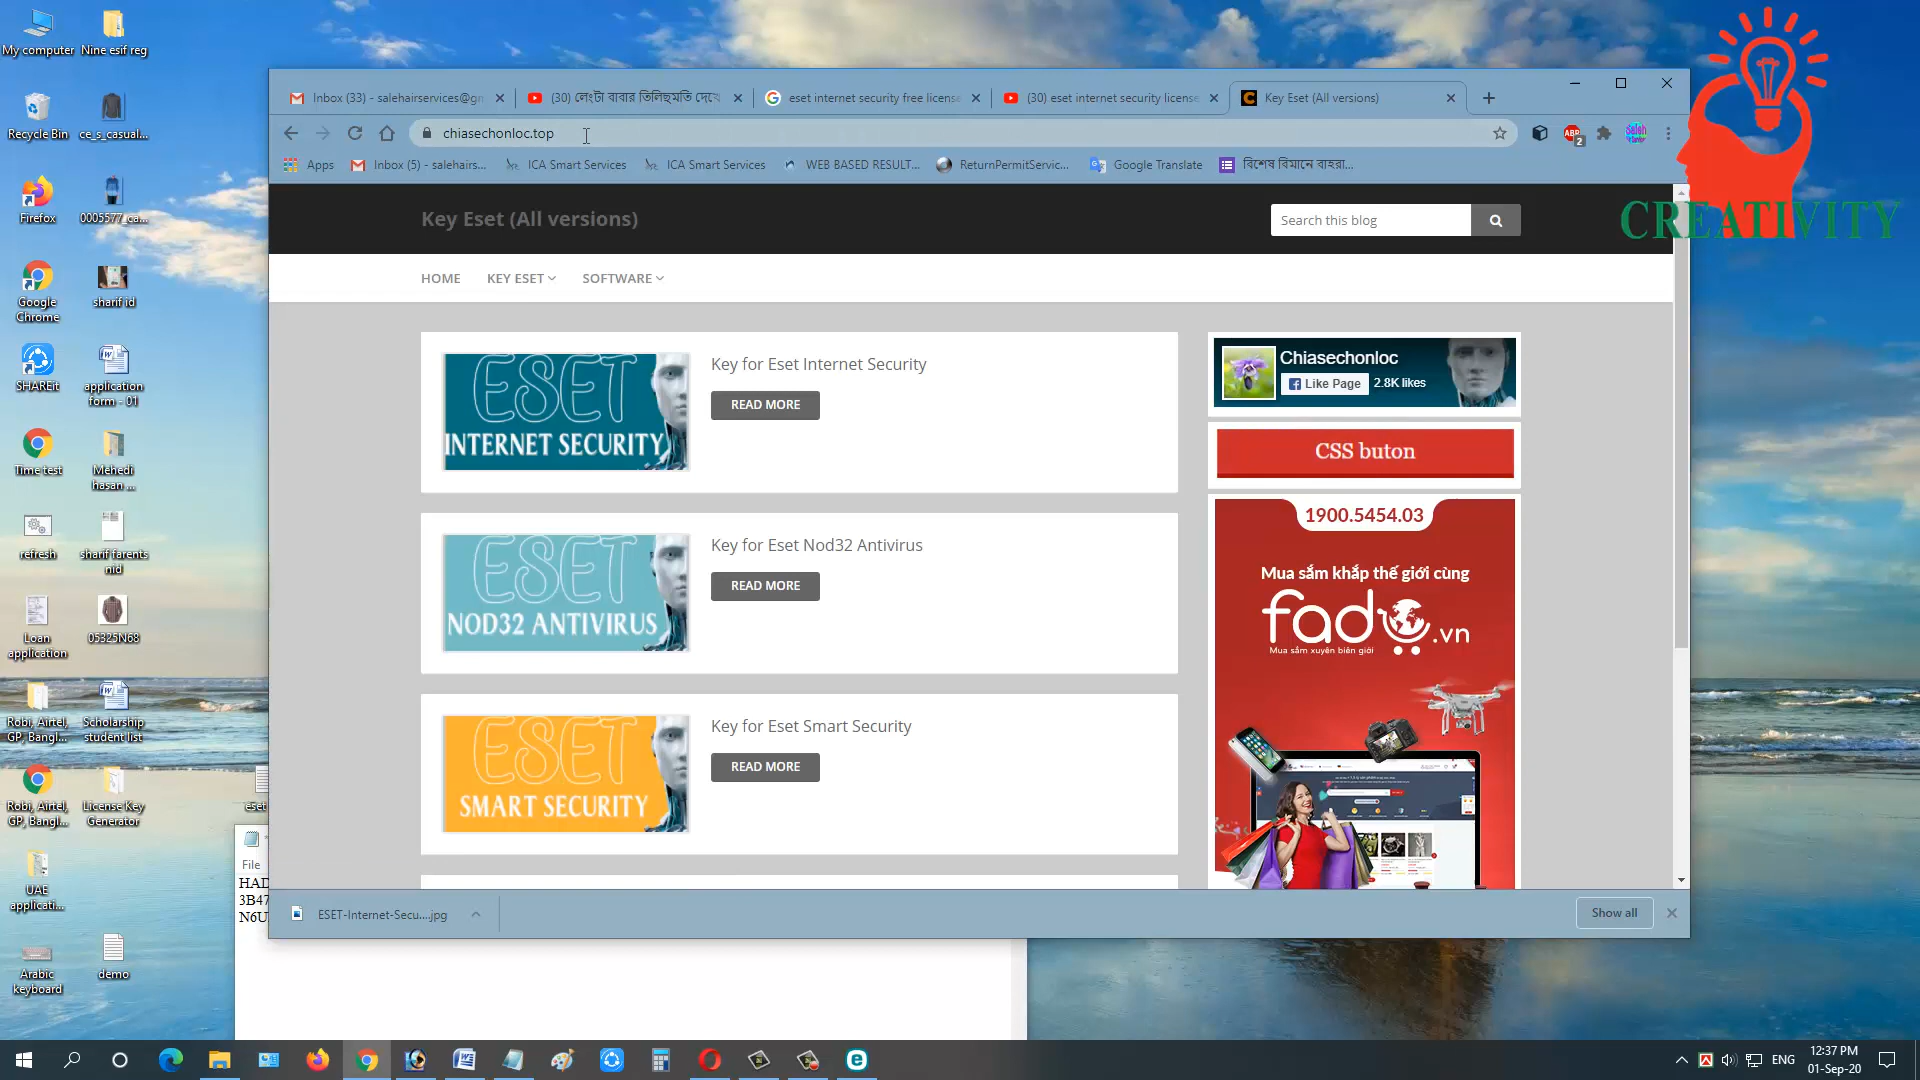 My computer
Nine esif reg
Recycle Bin
ce_s_casual...
Firefox
0005577_ca...
Google
Chrome
sharif id
SHAREit
application
form - 01
Time test
Mehedi
hasan ...
refresh
sharif farents
nid
Loan
application
05325N68
Robi, Airtel,
GP, Bangl...
Scholarship
student list
Robi, Airtel,
GP, Bangl...
License Key
Generator
UAE
applicati...
Arabic
keyboard
demo
eset
File
HAD
3B47
N6U
Inbox (33) - salehairservices@gn
(30) লেংটা বাবার তিলিছমতি দেখে
eset internet security free license
(30) eset internet security license
Key Eset (All versions)
chiasechonloc.top
ABP
2
Apps
Inbox (5) - salehairs...
ICA Smart Services
ICA Smart Services
WEB BASED RESULT...
ReturnPermitServic...
Google Translate
বিশেষ বিমানে বাহরা...
CREATIVITY
Key Eset (All versions)
Search this blog
HOME
KEY ESET
SOFTWARE
ESET
INTERNET SECURITY
Key for Eset Internet Security
READ MORE
ESET
NOD32 ANTIVIRUS
Key for Eset Nod32 Antivirus
READ MORE
ESET
SMART SECURITY
Key for Eset Smart Security
READ MORE
Chiasechonloc
Like Page
2.8K likes
CSS buton
1900.5454.03
Mua sắm khắp thế giới cùng
fado.vn
Mua sắm xuyên biên giới
ESET-Internet-Secu....jpg
Show all
ENG
12:37 PM
01-Sep-20